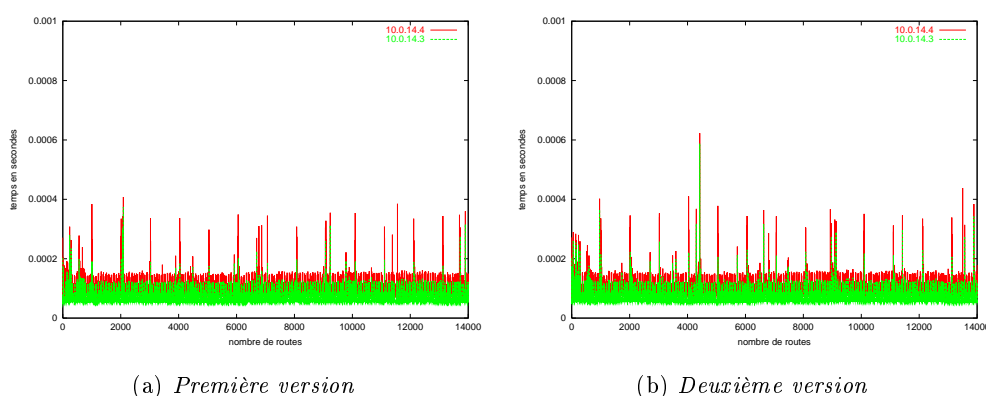 0.001
0.0008
0.0006
0.0004
0.0002
0
0 2000 4000 6000 8000 10000 12000 14000
temps en secondes
nombre de routes
10.0.14.4
10.0.14.3
(a) Première version
0.001
0.0008
0.0006
0.0004
0.0002
0
0 2000 4000 6000 8000 10000 12000 14000
temps en secondes
nombre de routes
10.0.14.4
10.0.14.3
(b) Deuxième version